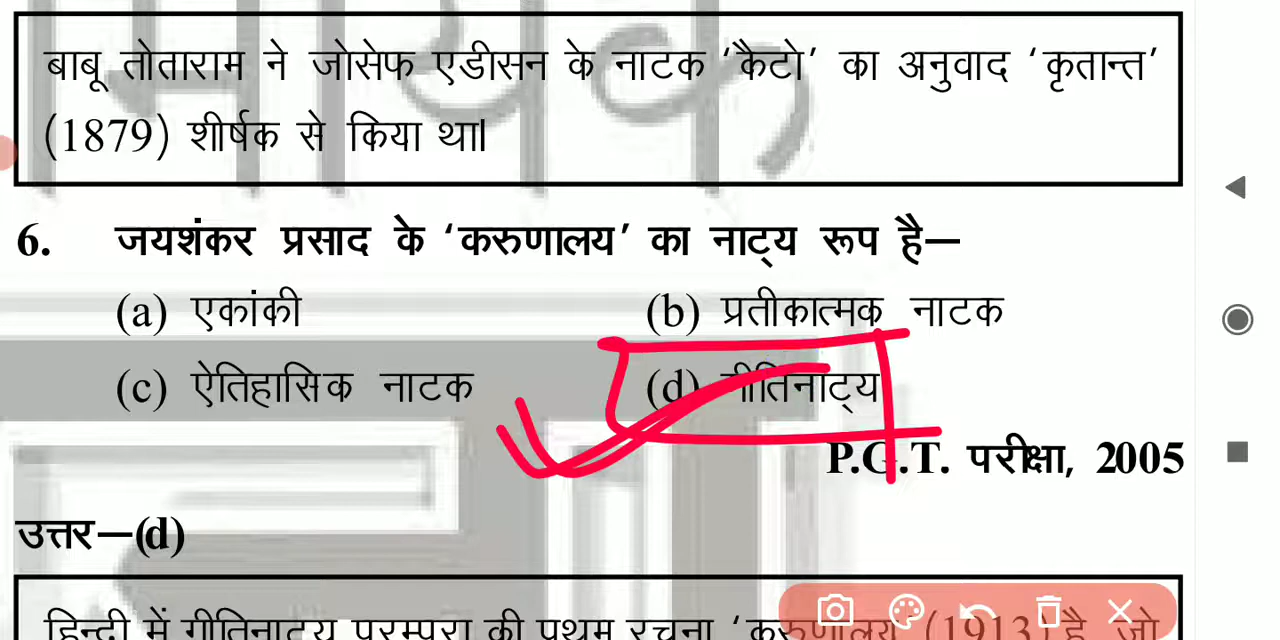 बाबू तोताराम ने जोसेफ एडीसन के नाटक ‘कैटो’ का अनुवाद ‘कृतान्त’
(1879) शीर्षक से किया था।
6. जयशंकर प्रसाद के ‘करुणालय’ का नाट्य रूप है—
(a) एकांकी (b) प्रतीकात्मक नाटक
(c) ऐतिहासिक नाटक (d) गीतिनाट्य
P.G.T. परीक्षा, 2005
उत्तर—(d)
हिन्दी में गीतिनाट्य परम्परा की प्रथम रचना ‘करुणालय’ (1913) है, जो